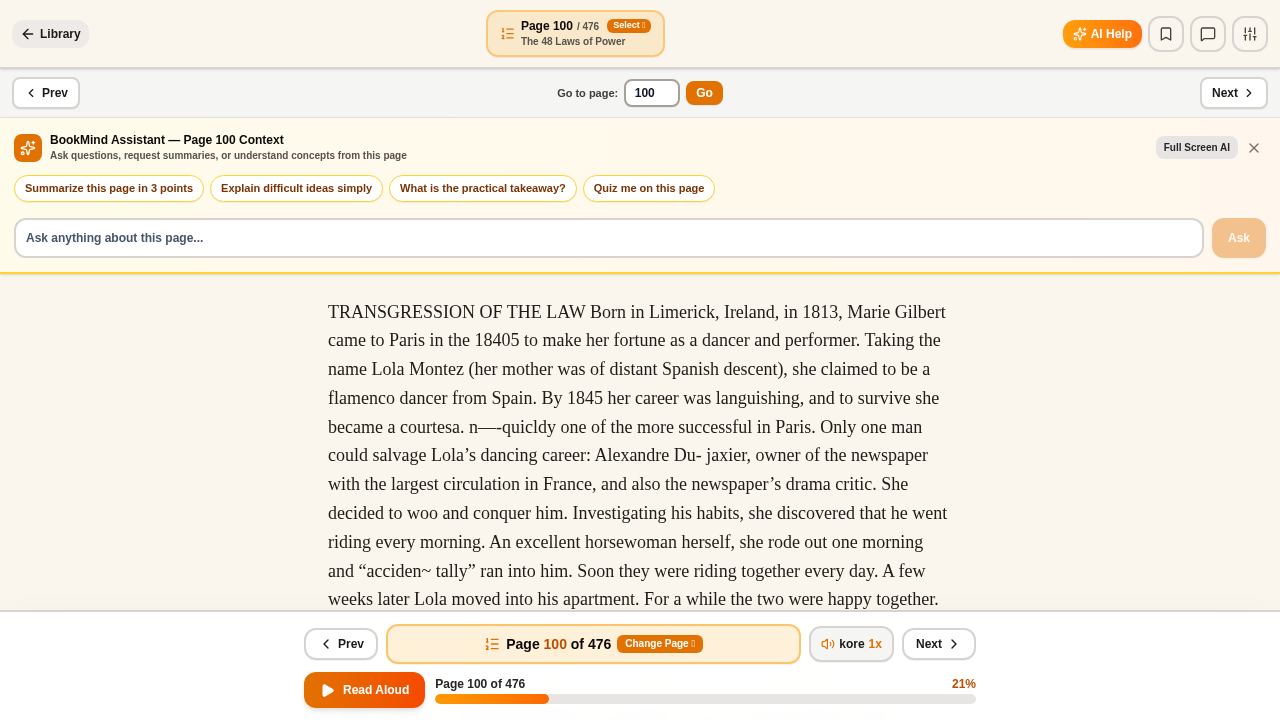 Library
Page 100 / 476 Select
The 48 Laws of Power
AI Help
Prev
Go to page: 100 Go
Next
BookMind Assistant — Page 100 Context
Ask questions, request summaries, or understand concepts from this page
Full Screen AI
Summarize this page in 3 points
Explain difficult ideas simply
What is the practical takeaway?
Quiz me on this page
Ask anything about this page...
Ask
TRANSGRESSION OF THE LAW Born in Limerick, Ireland, in 1813, Marie Gilbert
came to Paris in the 18405 to make her fortune as a dancer and performer. Taking the
name Lola Montez (her mother was of distant Spanish descent), she claimed to be a
flamenco dancer from Spain. By 1845 her career was languishing, and to survive she
became a courtesa. n—-quicldy one of the more successful in Paris. Only one man
could salvage Lola’s dancing career: Alexandre Du- jaxier, owner of the newspaper
with the largest circulation in France, and also the newspaper’s drama critic. She
decided to woo and conquer him. Investigating his habits, she discovered that he went
riding every morning. An excellent horsewoman herself, she rode out one morning
and “acciden~ tally” ran into him. Soon they were riding together every day. A few
weeks later Lola moved into his apartment. For a while the two were happy together.
Prev
Page 100 of 476 Change Page
kore 1x
Next
Read Aloud
Page 100 of 476
21%